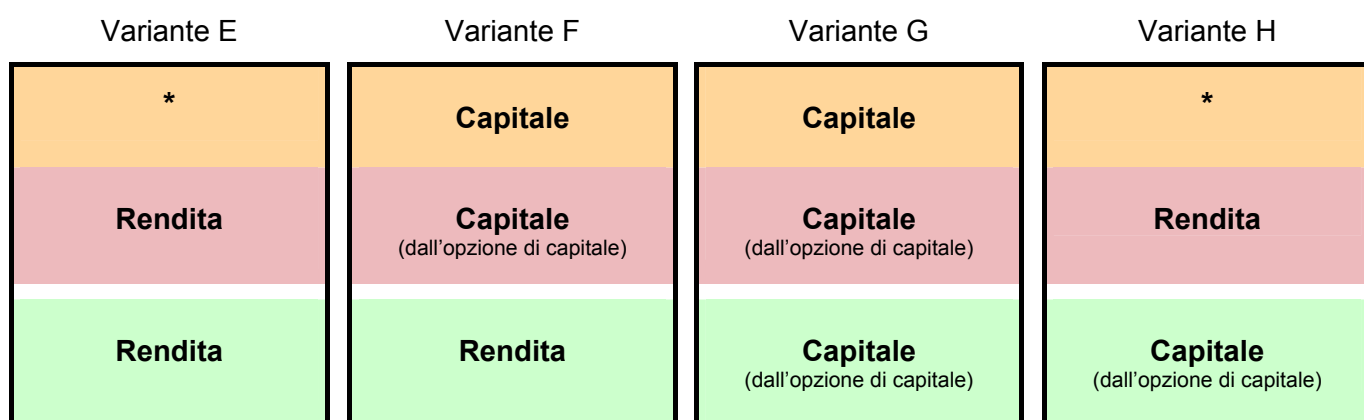 Variante E
Variante F
Variante G
Variante H
*
Capitale
Capitale
*
Rendita
Capitale
(dall’opzione di capitale)
Capitale
(dall’opzione di capitale)
Rendita
Rendita
Rendita
Capitale
(dall’opzione di capitale)
Capitale
(dall’opzione di capitale)